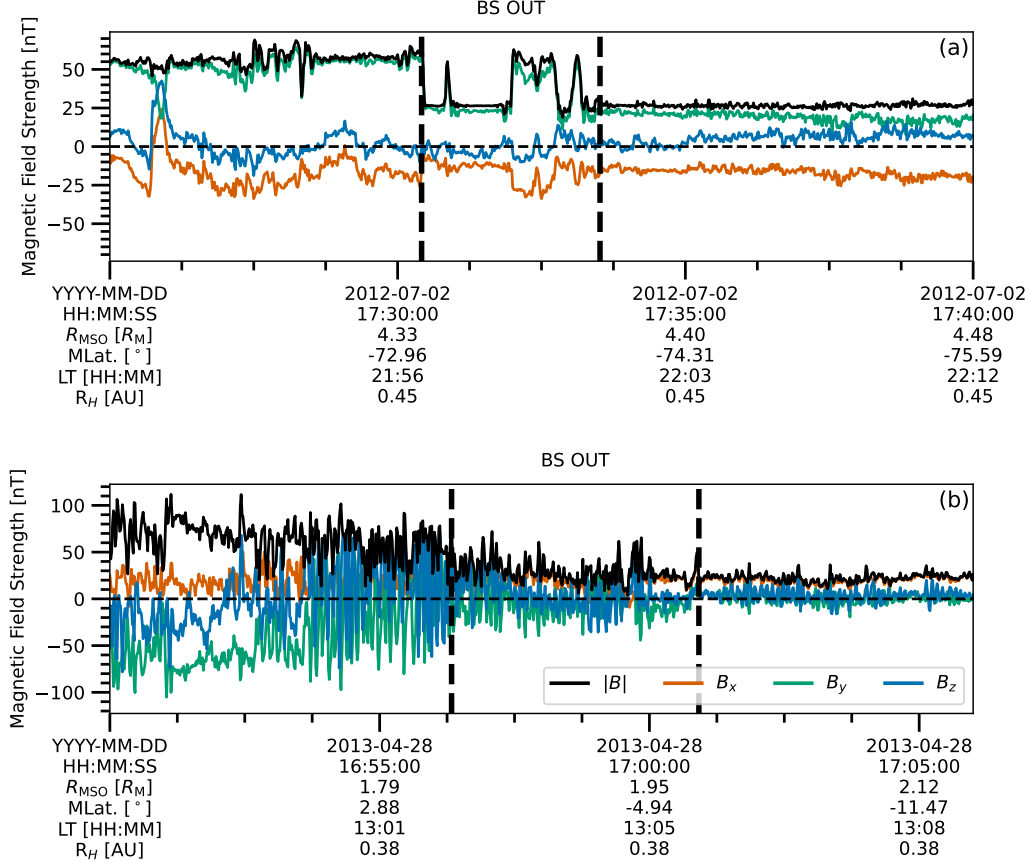 BS OUT
(a)
Magnetic Field Strength [nT]
50
25
0
−25
−50
YYYY-MM-DD 2012-07-02 2012-07-02 2012-07-02
HH:MM:SS 17:30:00 17:35:00 17:40:00
R_MSO [R_M] 4.33 4.40 4.48
MLat. [°] -72.96 -74.31 -75.59
LT [HH:MM] 21:56 22:03 22:12
R_H [AU] 0.45 0.45 0.45
BS OUT
(b)
Magnetic Field Strength [nT]
100
50
0
−50
−100
|B| B_x B_y B_z
YYYY-MM-DD 2013-04-28 2013-04-28 2013-04-28
HH:MM:SS 16:55:00 17:00:00 17:05:00
R_MSO [R_M] 1.79 1.95 2.12
MLat. [°] 2.88 -4.94 -11.47
LT [HH:MM] 13:01 13:05 13:08
R_H [AU] 0.38 0.38 0.38